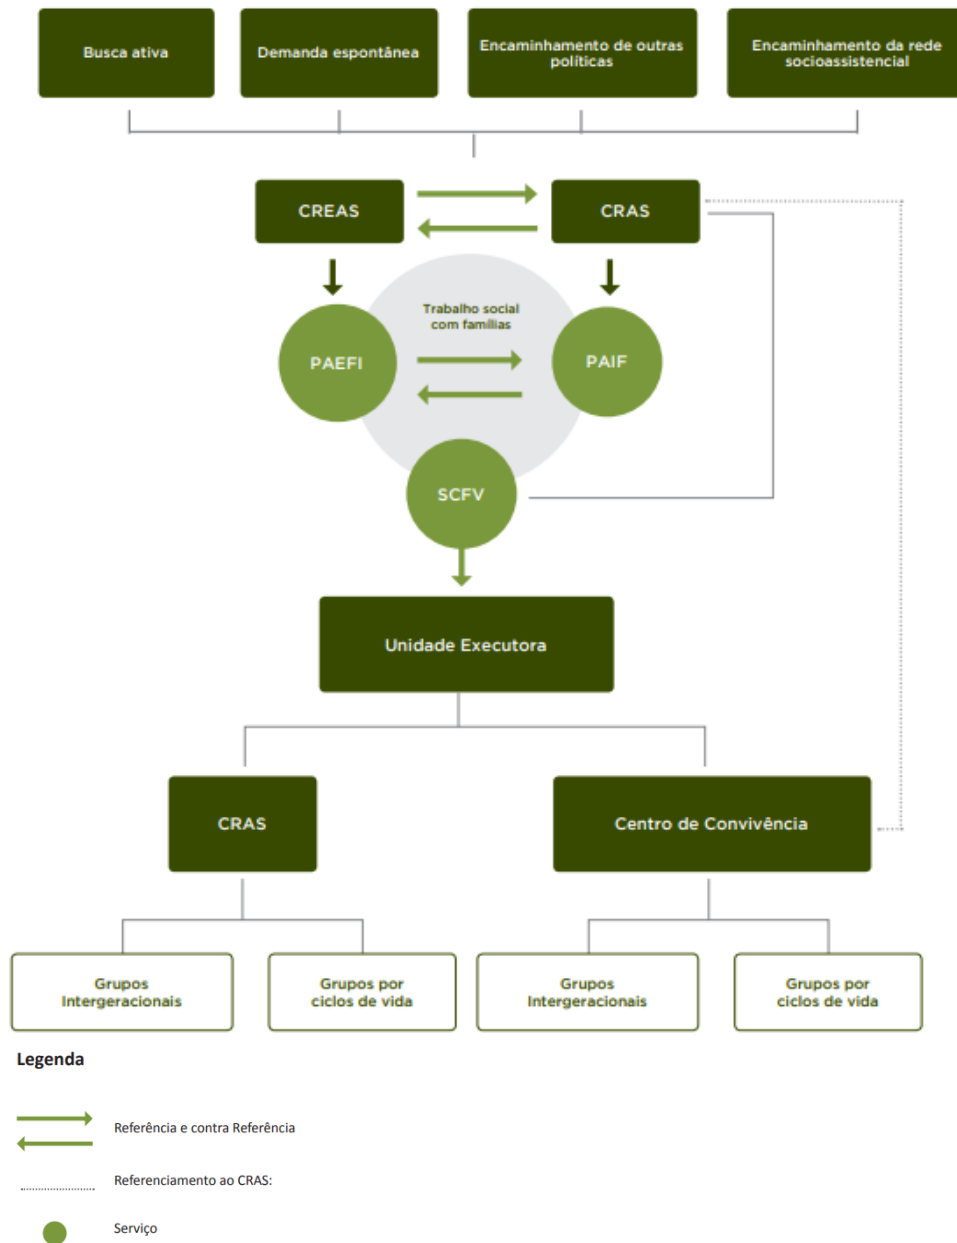 Busca ativa
Demanda espontânea
Encaminhamento de outras
políticas
Encaminhamento da rede
socioassistencial
CREAS
CRAS
Trabalho social
com famílias
PAEFI
PAIF
SCFV
Unidade Executora
CRAS
Centro de Convivência
Grupos
Intergeracionais
Grupos por
ciclos de vida
Grupos
Intergeracionais
Grupos por
ciclos de vida
Legenda
Referência e contra Referência
Referenciamento ao CRAS:
Serviço